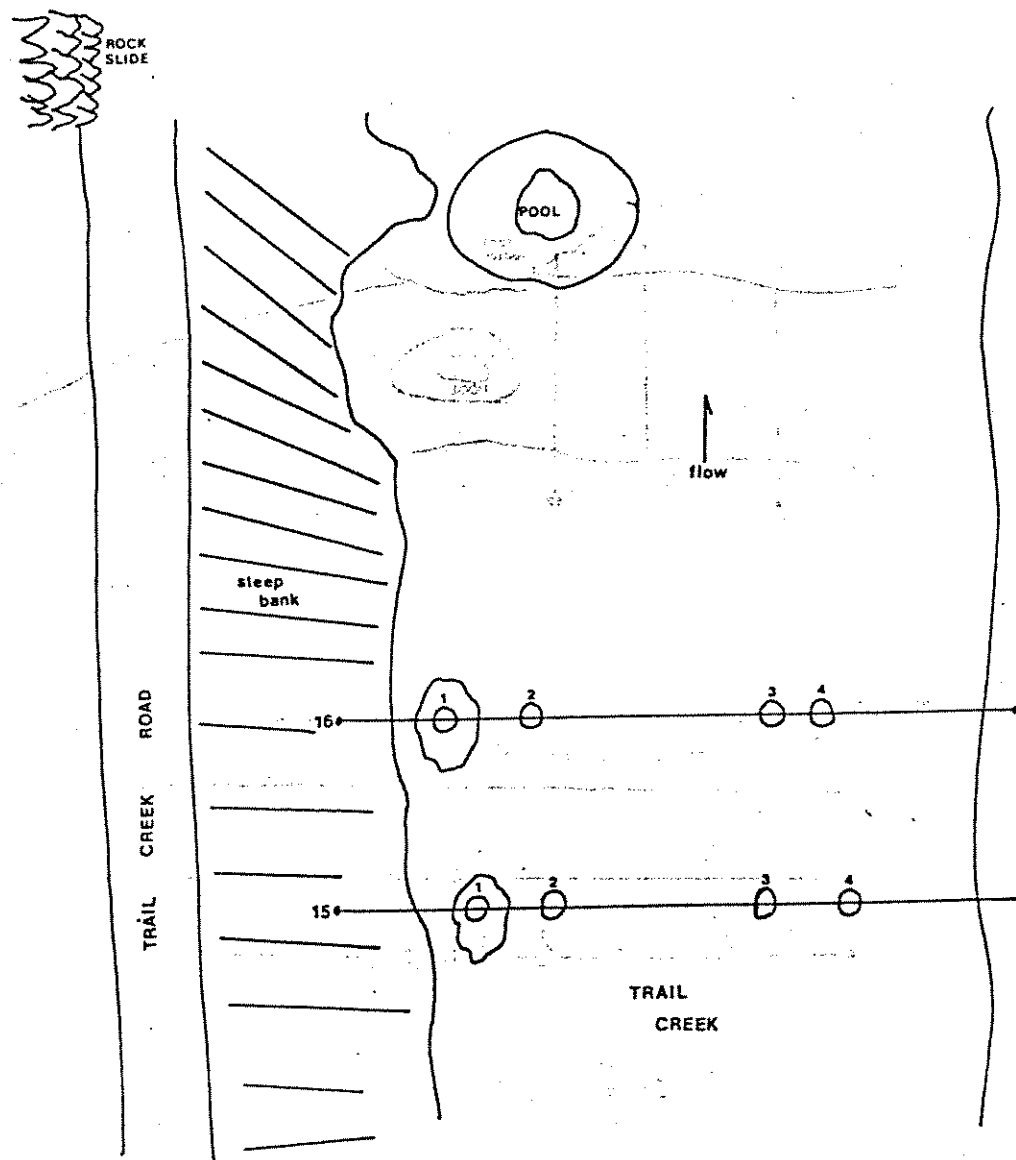 ROCK
SLIDE
POOL
flow
steep
bank
TRAIL CREEK ROAD
1
2
3
4
16
1
2
3
4
15
TRAIL
CREEK